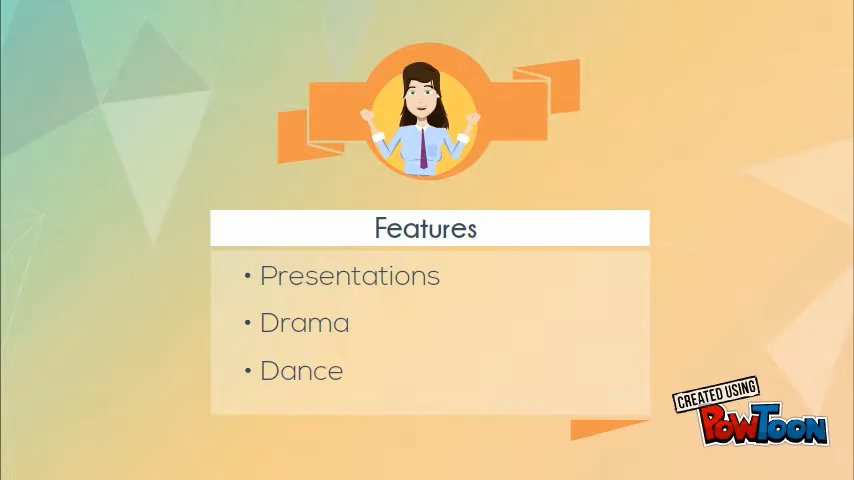 Features
• Presentations
• Drama
• Dance
CREATED USING
POWTOON